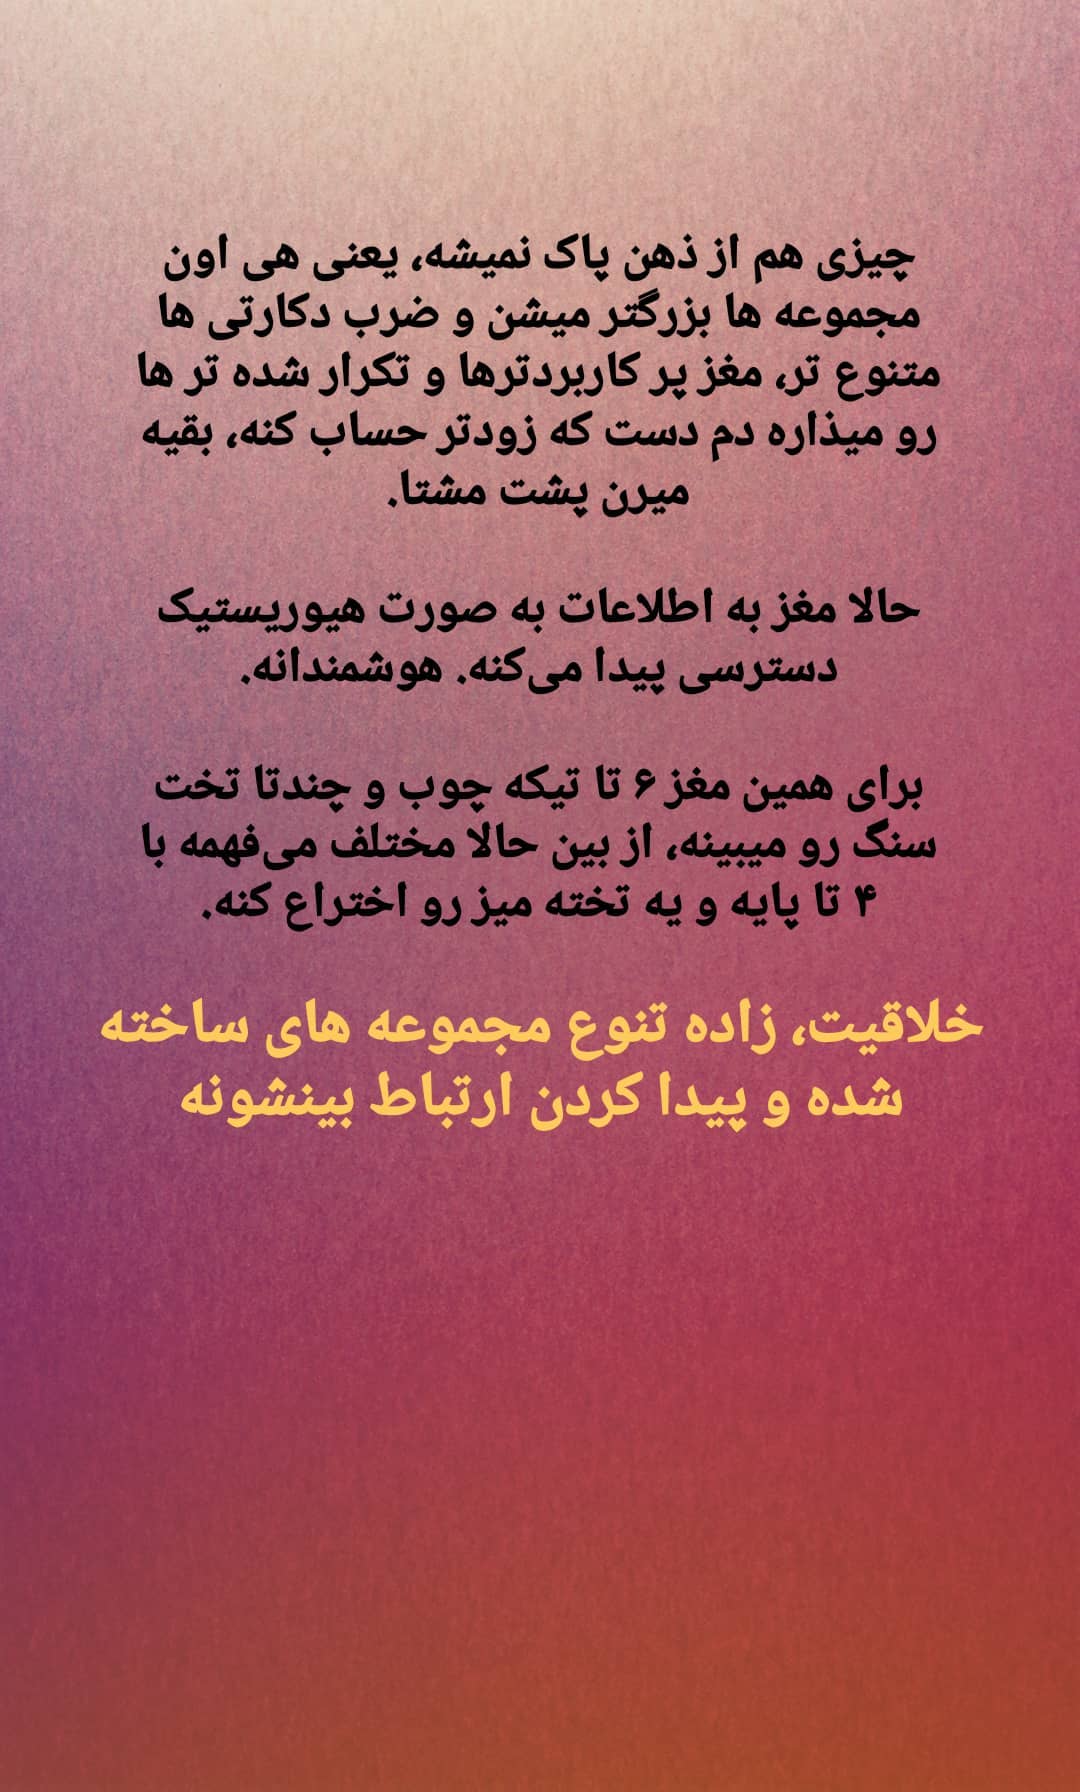 چیزی هم از ذهن پاک نمیشه، یعنی هی اون
مجموعه ها بزرگتر میشن و ضرب دکارتی ها
متنوع تر، مغز پر کاربردترها و تکرار شده تر ها
رو میذاره دم دست که زودتر حساب کنه، بقیه
میرن پشت مشتا.
حالا مغز به اطلاعات به صورت هیوریستیک
دسترسی پیدا می‌کنه. هوشمندانه.
برای همین مغز ۶ تا تیکه چوب و چندتا تخت
سنگ رو میبینه، از بین حالا مختلف می‌فهمه با
۴ تا پایه و یه تخته میز رو اختراع کنه.
خلاقیت، زاده تنوع مجموعه های ساخته
شده و پیدا کردن ارتباط بینشونه